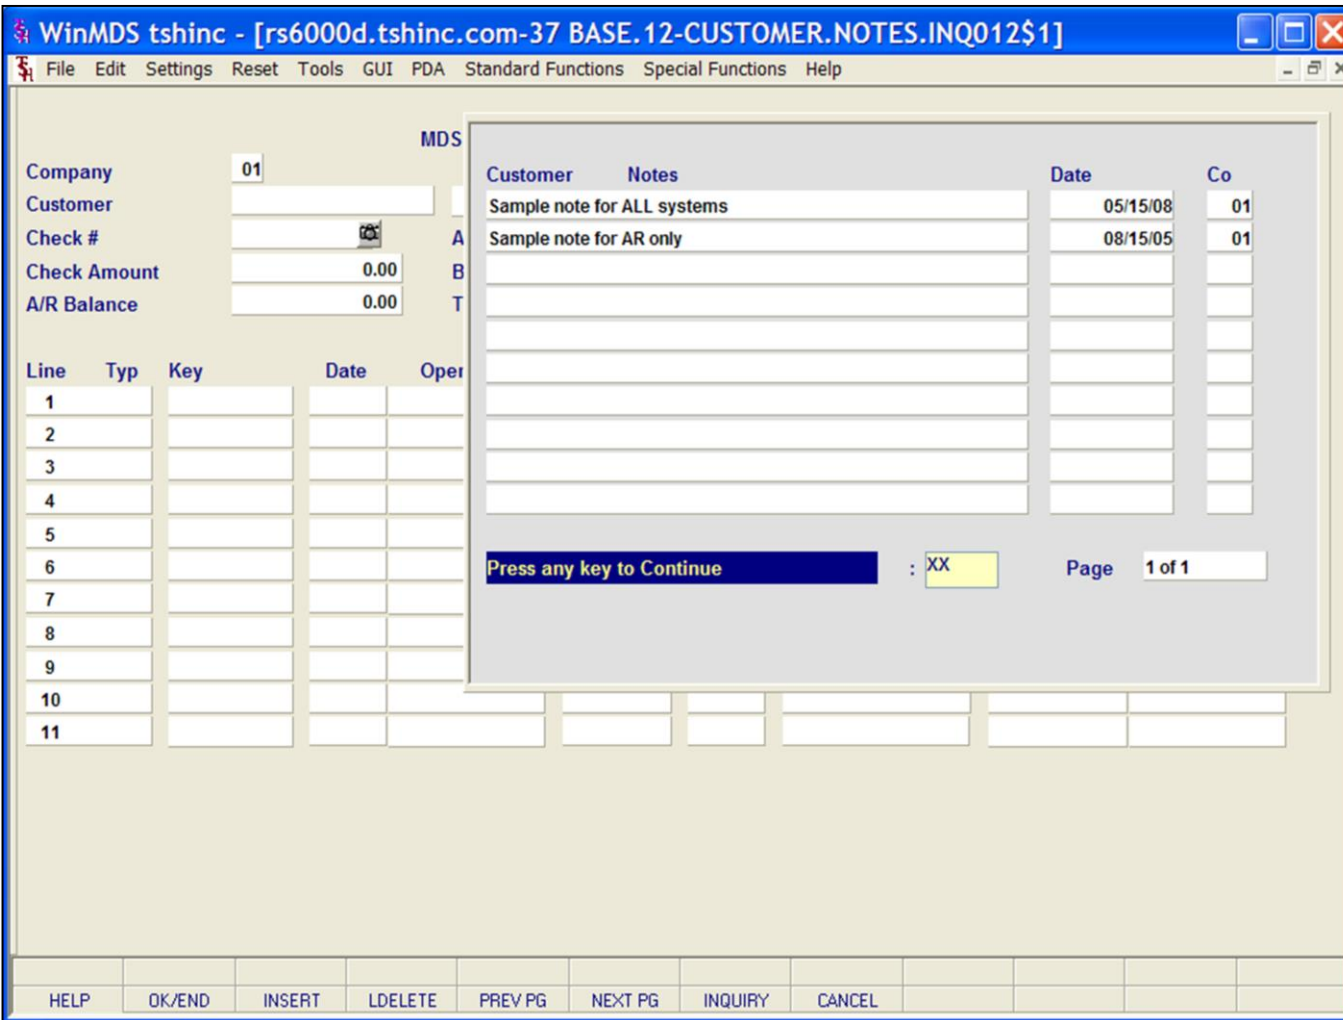 WinMDS tshinc - [rs6000d.tshinc.com-37 BASE.12-CUSTOMER.NOTES.INQ012$1]
File Edit Settings Reset Tools GUI PDA Standard Functions Special Functions Help
MDS
Company 01
Customer
Check # A
Check Amount 0.00 B
A/R Balance 0.00 T
Customer Notes Date Co
Sample note for ALL systems 05/15/08 01
Sample note for AR only 08/15/05 01
Press any key to Continue : XX Page 1 of 1
Line Typ Key Date Oper
1
2
3
4
5
6
7
8
9
10
11
HELP OK/END INSERT LDELETE PREV PG NEXT PG INQUIRY CANCEL